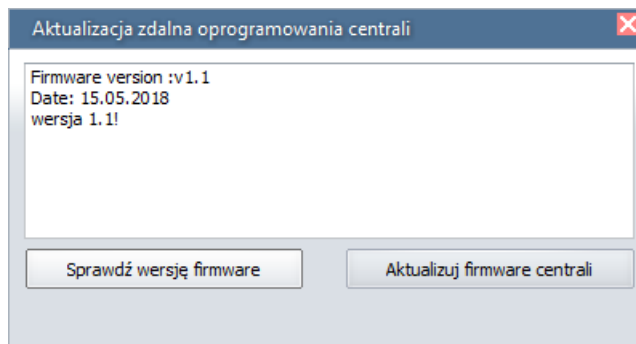 Aktualizacja zdalna oprogramowania centrali
Firmware version :v1.1
Date: 15.05.2018
wersja 1.1!
Sprawdź wersję firmware
Aktualizuj firmware centrali